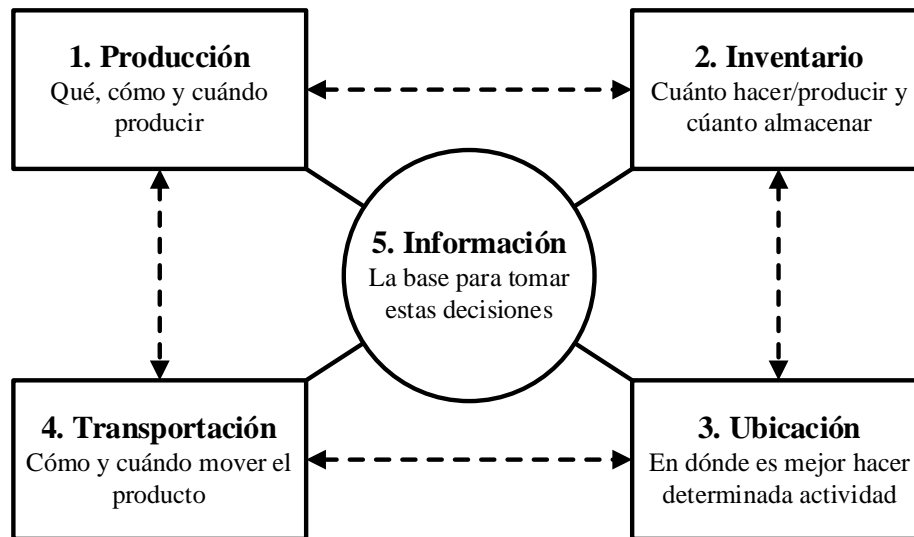 1. Producción
Qué, cómo y cuándo
producir
2. Inventario
Cuánto hacer/producir y
cúanto almacenar
5. Información
La base para tomar
estas decisiones
4. Transportación
Cómo y cuándo mover el
producto
3. Ubicación
En dónde es mejor hacer
determinada actividad